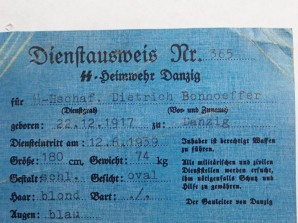 Dienstausweis Nr. 365
SS-Heimwehr Danzig
für SS-Hschaf. Dietrich Bonhoeffer
(Dienstgrad) (Vor- und Zuname)
geboren: 22.12.1917 zu: Danzig
Diensteintritt am 12.6.1939
Größe: 180 cm, Gewicht: 74 kg
Gestalt schl. Gesicht: oval
Haar: blond Bart: ./.
Augen: blau
Inhaber ist berechtigt Waffen
zu führen.
Alle militärischen und zivilen
Dienststellen werden ersucht,
ihm nötigenfalls Schutz und
Hilfe zu gewähren.
Der Gauleiter von Danzig